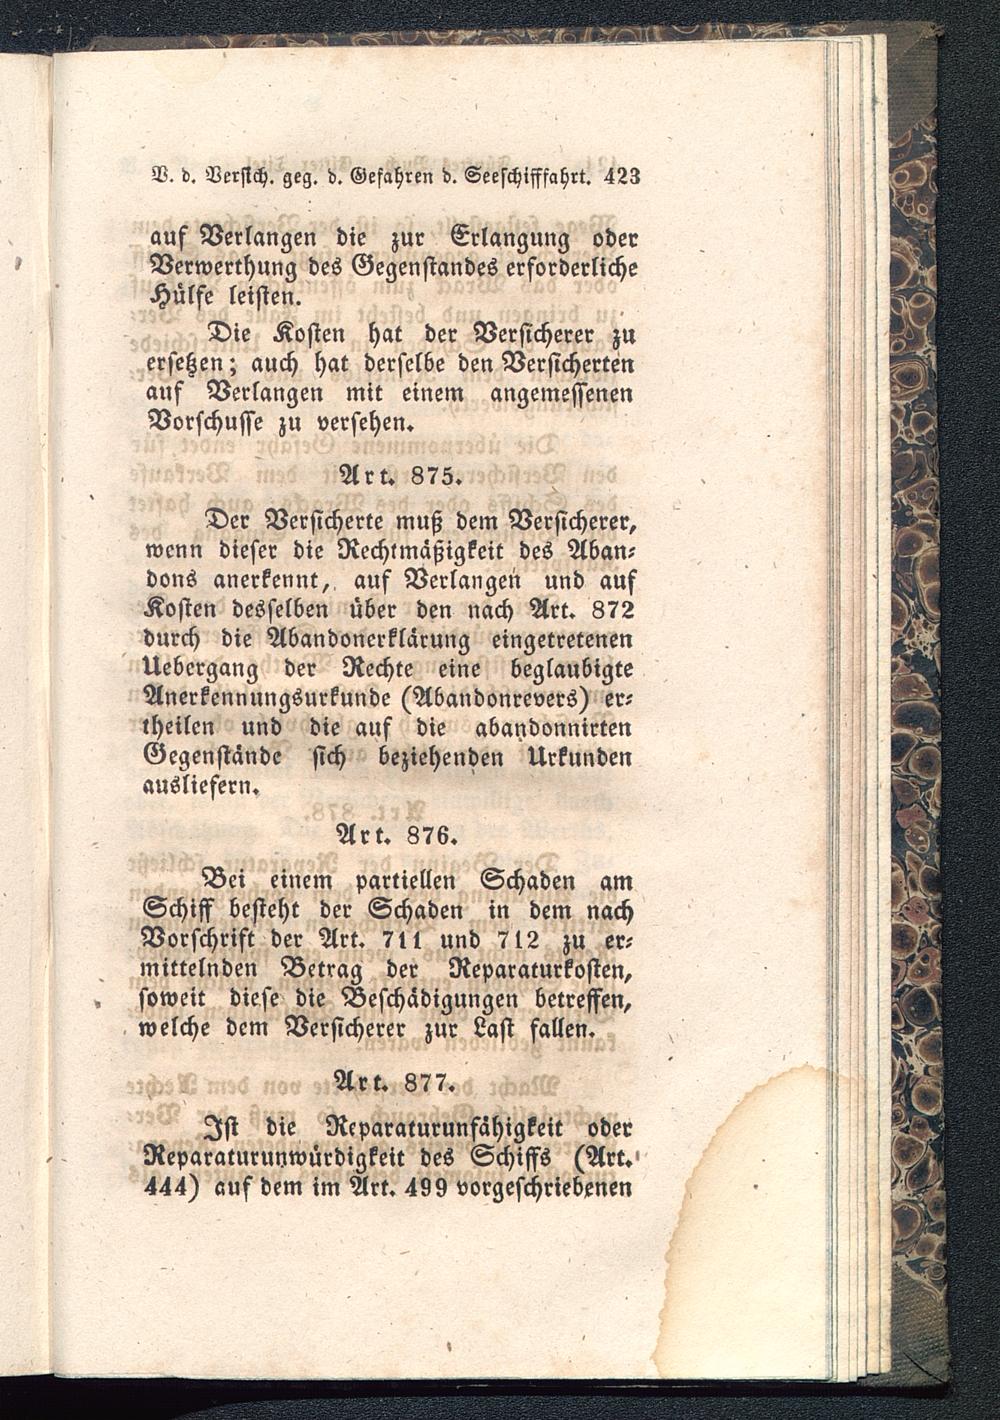 V. d. Versich. geg. d. Gefahren d. Seeschifffahrt. 423
auf Verlangen die zur Erlangung oder
Verwerthung des Gegenstandes erforderliche
Hülfe leisten.
Die Kosten hat der Versicherer zu
ersetzen; auch hat derselbe den Versicherten
auf Verlangen mit einem angemessenen
Vorschusse zu versehen.
Art. 875.
Der Versicherte muß dem Versicherer,
wenn dieser die Rechtmäßigkeit des Aban-
dons anerkennt, auf Verlangen und auf
Kosten desselben über den nach Art. 872
durch die Abandonerklärung eingetretenen
Uebergang der Rechte eine beglaubigte
Anerkennungsurkunde (Abandonrevers) er-
theilen und die auf die abandonnirten
Gegenstände sich beziehenden Urkunden
ausliefern.
Art. 876.
Bei einem partiellen Schaden am
Schiff besteht der Schaden in dem nach
Vorschrift der Art. 711 und 712 zu er-
mittelnden Betrag der Reparaturkosten,
soweit diese die Beschädigungen betreffen,
welche dem Versicherer zur Last fallen.
Art. 877.
Ist die Reparaturunfähigkeit oder
Reparaturunwürdigkeit des Schiffs (Art.
444) auf dem im Art. 499 vorgeschriebenen